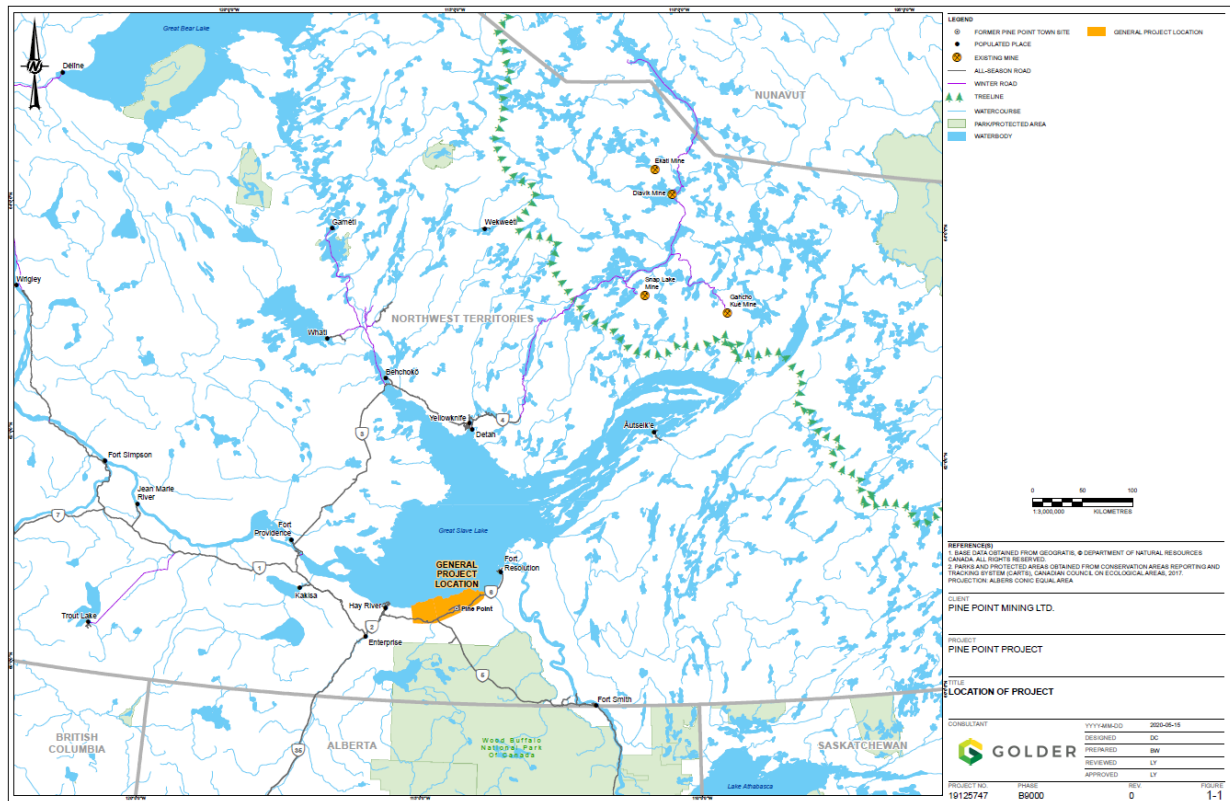 Great Bear Lake
Déline
N
NUNAVUT
Ekati Mine
Diavik Mine
Gamètì
Wekweètì
Wrigley
Snap Lake
Mine
Gahcho
Kué Mine
NORTHWEST TERRITORIES
Whatì
Behchokǫ̀
Yellowknife
4
Detah
Łutselk'e
3
Fort Simpson
Jean Marie
River
7
Great Slave Lake
Fort
Providence
1
GENERAL
PROJECT
LOCATION
Fort
Resolution
6
Kakisa
Hay River
Pine Point
Trout Lake
2
Enterprise
5
Fort Smith
BRITISH
COLUMBIA
ALBERTA
35
Wood Buffalo
National Park
Of Canada
SASKATCHEWAN
Lake Athabasca
LEGEND
FORMER PINE POINT TOWN SITE
GENERAL PROJECT LOCATION
POPULATED PLACE
EXISTING MINE
ALL-SEASON ROAD
WINTER ROAD
TREELINE
WATERCOURSE
PARK/PROTECTED AREA
WATERBODY
0 50 100
1:3,000,000 KILOMETRES
REFERENCE(S)
1. BASE DATA OBTAINED FROM GEOGRATIS, © DEPARTMENT OF NATURAL RESOURCES
CANADA. ALL RIGHTS RESERVED.
2. PARKS AND PROTECTED AREAS OBTAINED FROM CONSERVATION AREAS REPORTING AND
TRACKING SYSTEM (CARTS), CANADIAN COUNCIL ON ECOLOGICAL AREAS, 2017.
PROJECTION: ALBERS CONIC EQUAL AREA
CLIENT
PINE POINT MINING LTD.
PROJECT
PINE POINT PROJECT
TITLE
LOCATION OF PROJECT
CONSULTANT
GOLDER
YYYY-MM-DD 2020-05-15
DESIGNED DC
PREPARED BW
REVIEWED LY
APPROVED LY
PROJECT NO. PHASE REV. FIGURE
19125747 B9000 0 1-1